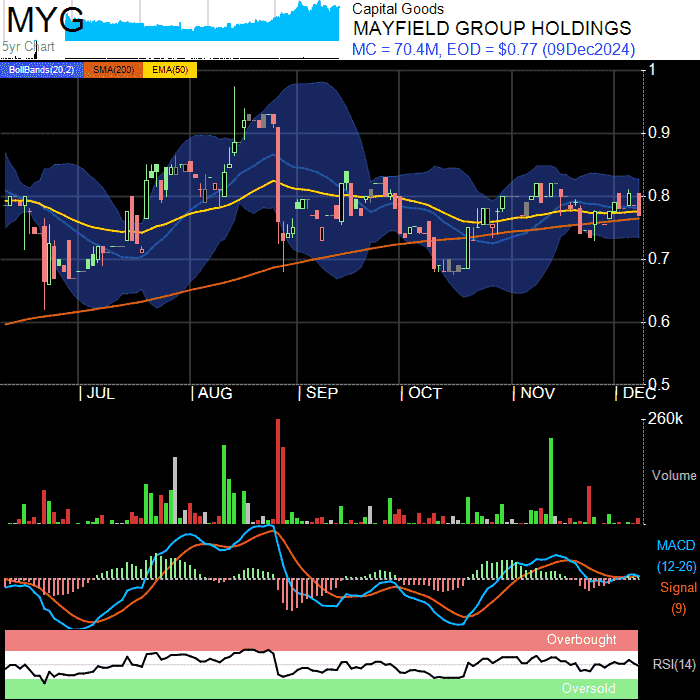 MYG
5yr Chart
Capital Goods
MAYFIELD GROUP HOLDINGS
MC = 70.4M, EOD = $0.77 (09Dec2024)
BollBands(20,2) SMA(200) EMA(50)
1
0.9
0.8
0.7
0.6
0.5
JUL AUG SEP OCT NOV DEC
260k
Volume
MACD
(12-26)
Signal
(9)
Overbought
RSI(14)
Oversold